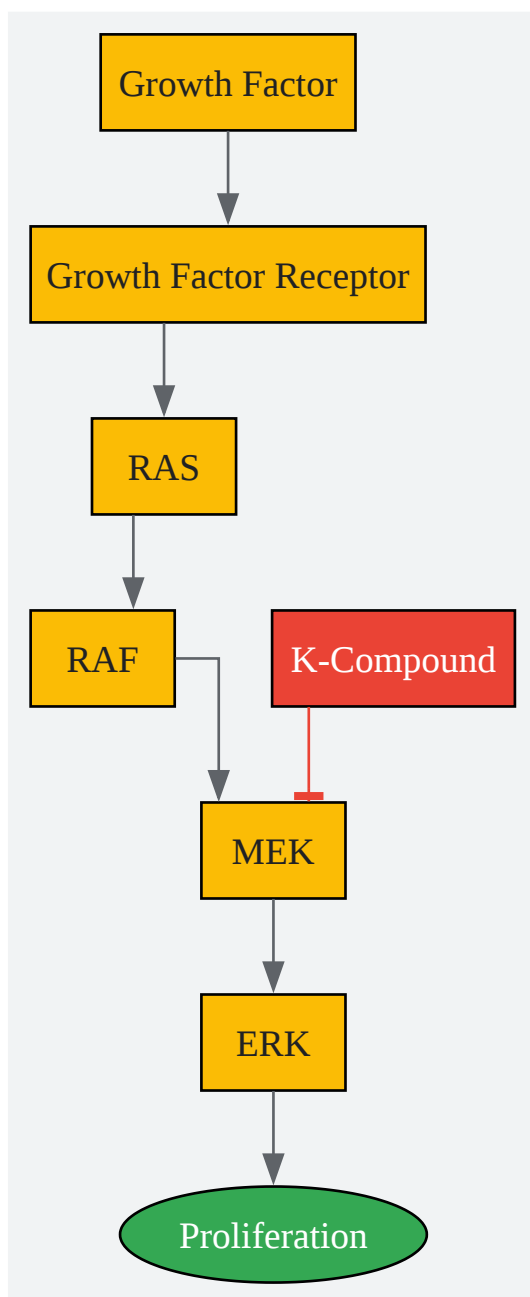 Growth Factor
Growth Factor Receptor
RAS
RAF
K-Compound
MEK
ERK
Proliferation